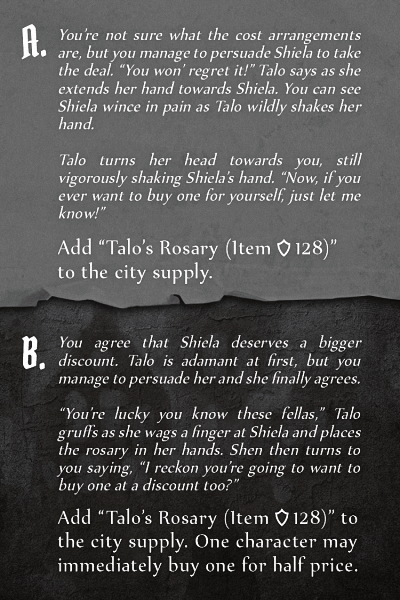 A.
You're not sure what the cost arrangements
are, but you manage to persuade Shiela to take
the deal. “You won’ regret it!” Talo says as she
extends her hand towards Shiela. You can see
Shiela wince in pain as Talo wildly shakes her
hand.
Talo turns her head towards you, still
vigorously shaking Shiela's hand. “Now, if you
ever want to buy one for yourself, just let me
know!”
Add “Talo's Rosary (Item 128)”
to the city supply.
B.
You agree that Shiela deserves a bigger
discount. Talo is adamant at first, but you
manage to persuade her and she finally agrees.
“You're lucky you know these fellas,” Talo
gruffs as she wags a finger at Shiela and places
the rosary in her hands. Shen then turns to
you saying, “I reckon you're going to want to
buy one at a discount too?”
Add “Talo's Rosary (Item 128)” to
the city supply. One character may
immediately buy one for half price.